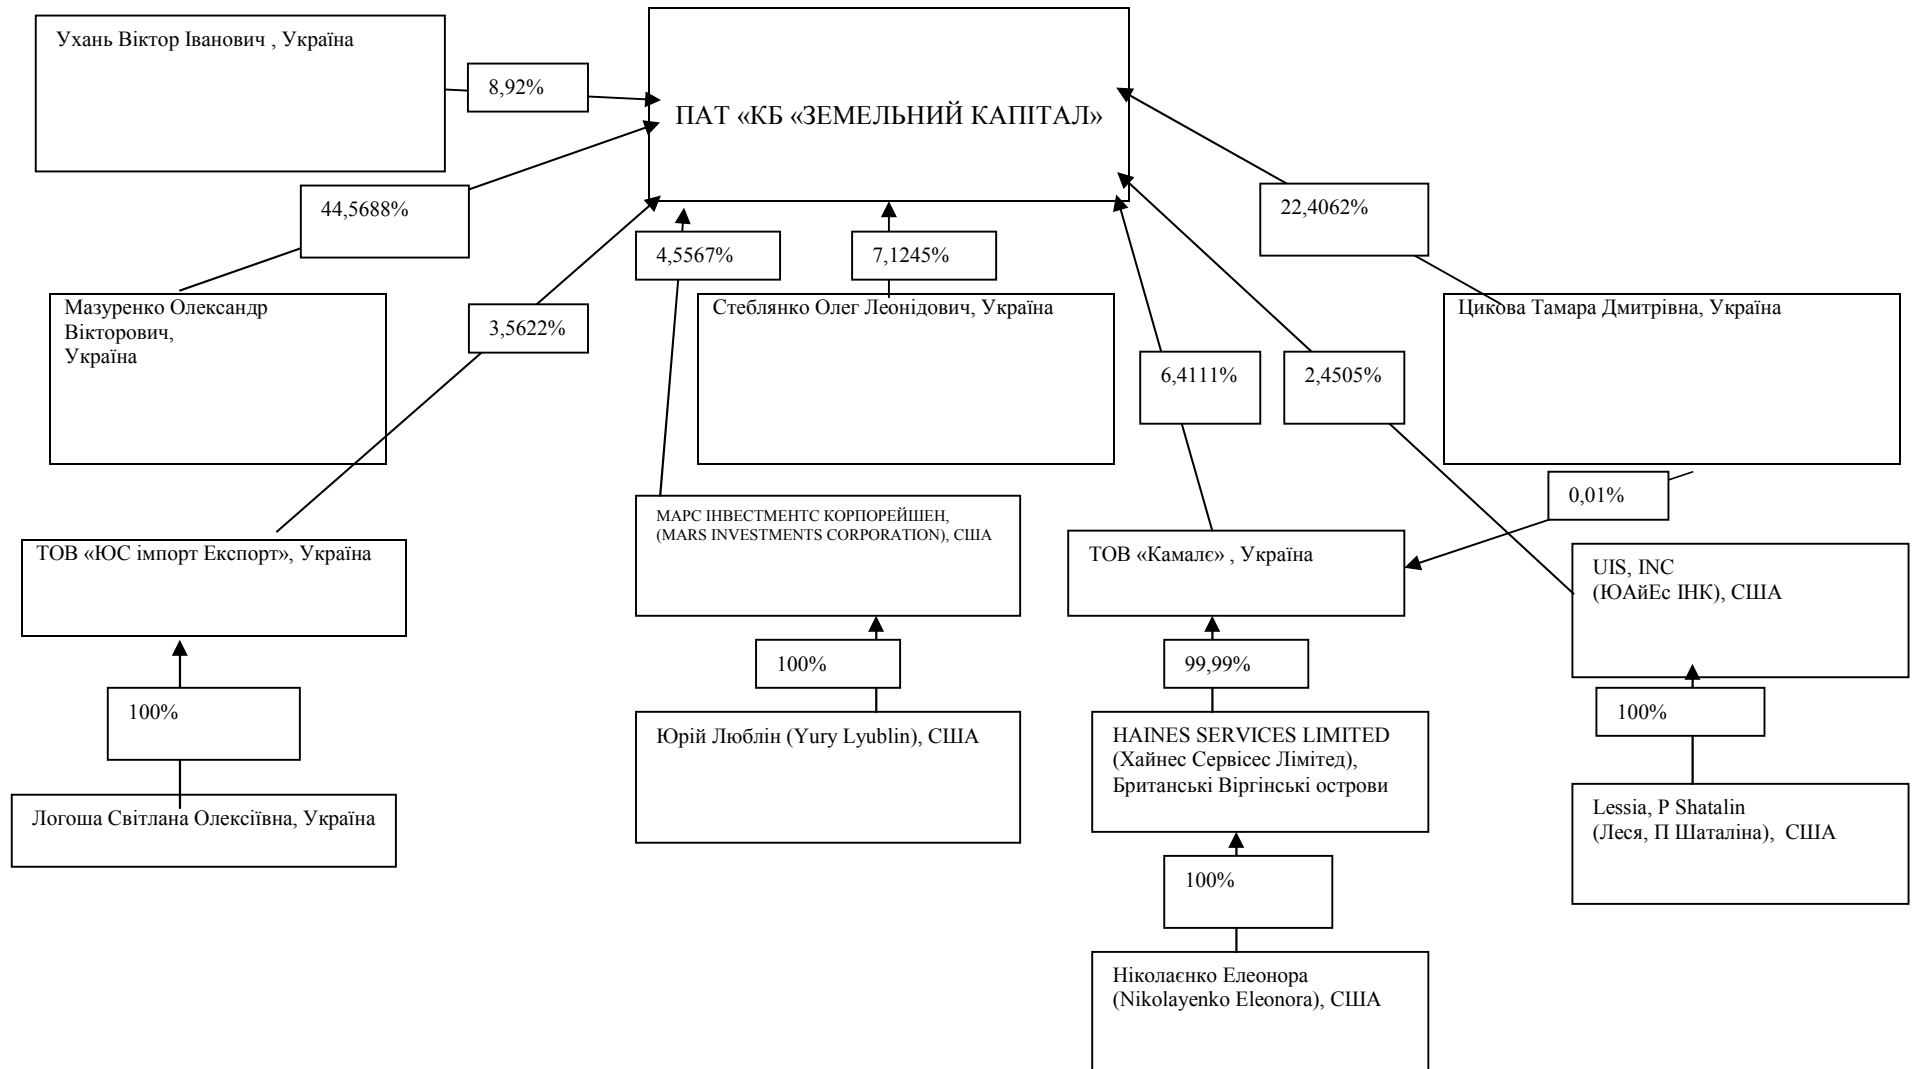 Ухань Віктор Іванович , Україна
8,92%
ПАТ «КБ «ЗЕМЕЛЬНИЙ КАПІТАЛ»
44,5688%
22,4062%
4,5567%
7,1245%
Мазуренко Олександр
Вікторович,
Україна
3,5622%
Стеблянко Олег Леонідович, Україна
Цикова Тамара Дмитрівна, Україна
6,4111%
2,4505%
0,01%
МАРС ІНВЕСТМЕНТС КОРПОРЕЙШЕН,
(MARS INVESTMENTS CORPORATION), США
ТОВ «ЮС імпорт Експорт», Україна
ТОВ «Камалє» , Україна
UIS, INC
(ЮАйЕс ІНК), США
100%
99,99%
100%
100%
Юрій Люблін (Yury Lyublin), США
HAINES SERVICES LIMITED
(Хайнес Сервісес Лімітед),
Британські Віргінські острови
Логоша Світлана Олексіївна, Україна
Lessia, P Shatalin
(Леся, П Шаталіна),  США
100%
Ніколаєнко Елеонора
(Nikolayenko Eleonora), США